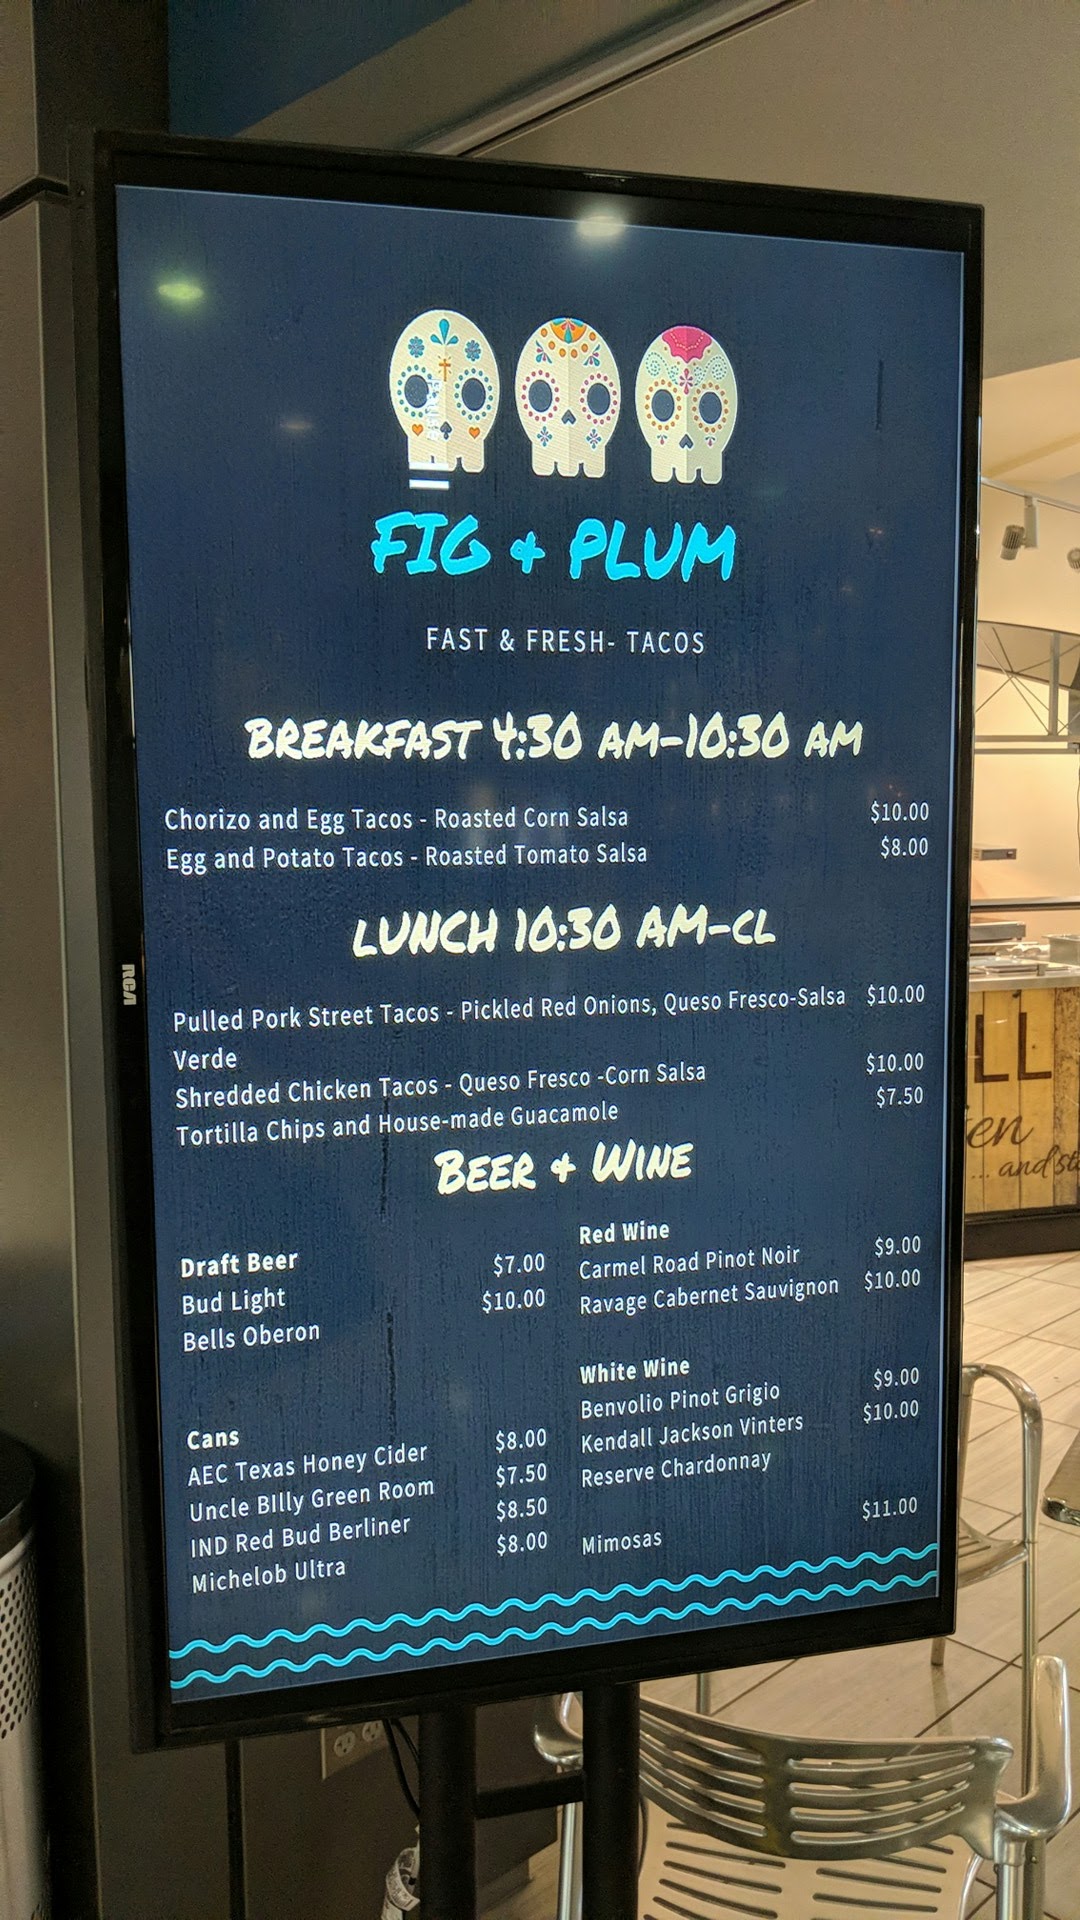 FIG & PLUM
FAST & FRESH- TACOS
BREAKFAST 4:30 AM-10:30 AM
Chorizo and Egg Tacos - Roasted Corn Salsa $10.00
Egg and Potato Tacos - Roasted Tomato Salsa $8.00
LUNCH 10:30 AM-CL
Pulled Pork Street Tacos - Pickled Red Onions, Queso Fresco-Salsa $10.00
Verde
Shredded Chicken Tacos - Queso Fresco -Corn Salsa $10.00
Tortilla Chips and House-made Guacamole $7.50
BEER & WINE
Draft Beer $7.00
Bud Light $10.00
Bells Oberon
Cans $8.00
AEC Texas Honey Cider $7.50
Uncle BIlly Green Room $8.50
IND Red Bud Berliner $8.00
Michelob Ultra
Red Wine
Carmel Road Pinot Noir $9.00
Ravage Cabernet Sauvignon $10.00
White Wine
Benvolio Pinot Grigio $9.00
Kendall Jackson Vinters $10.00
Reserve Chardonnay
Mimosas $11.00
RCA
LL
en
... and st